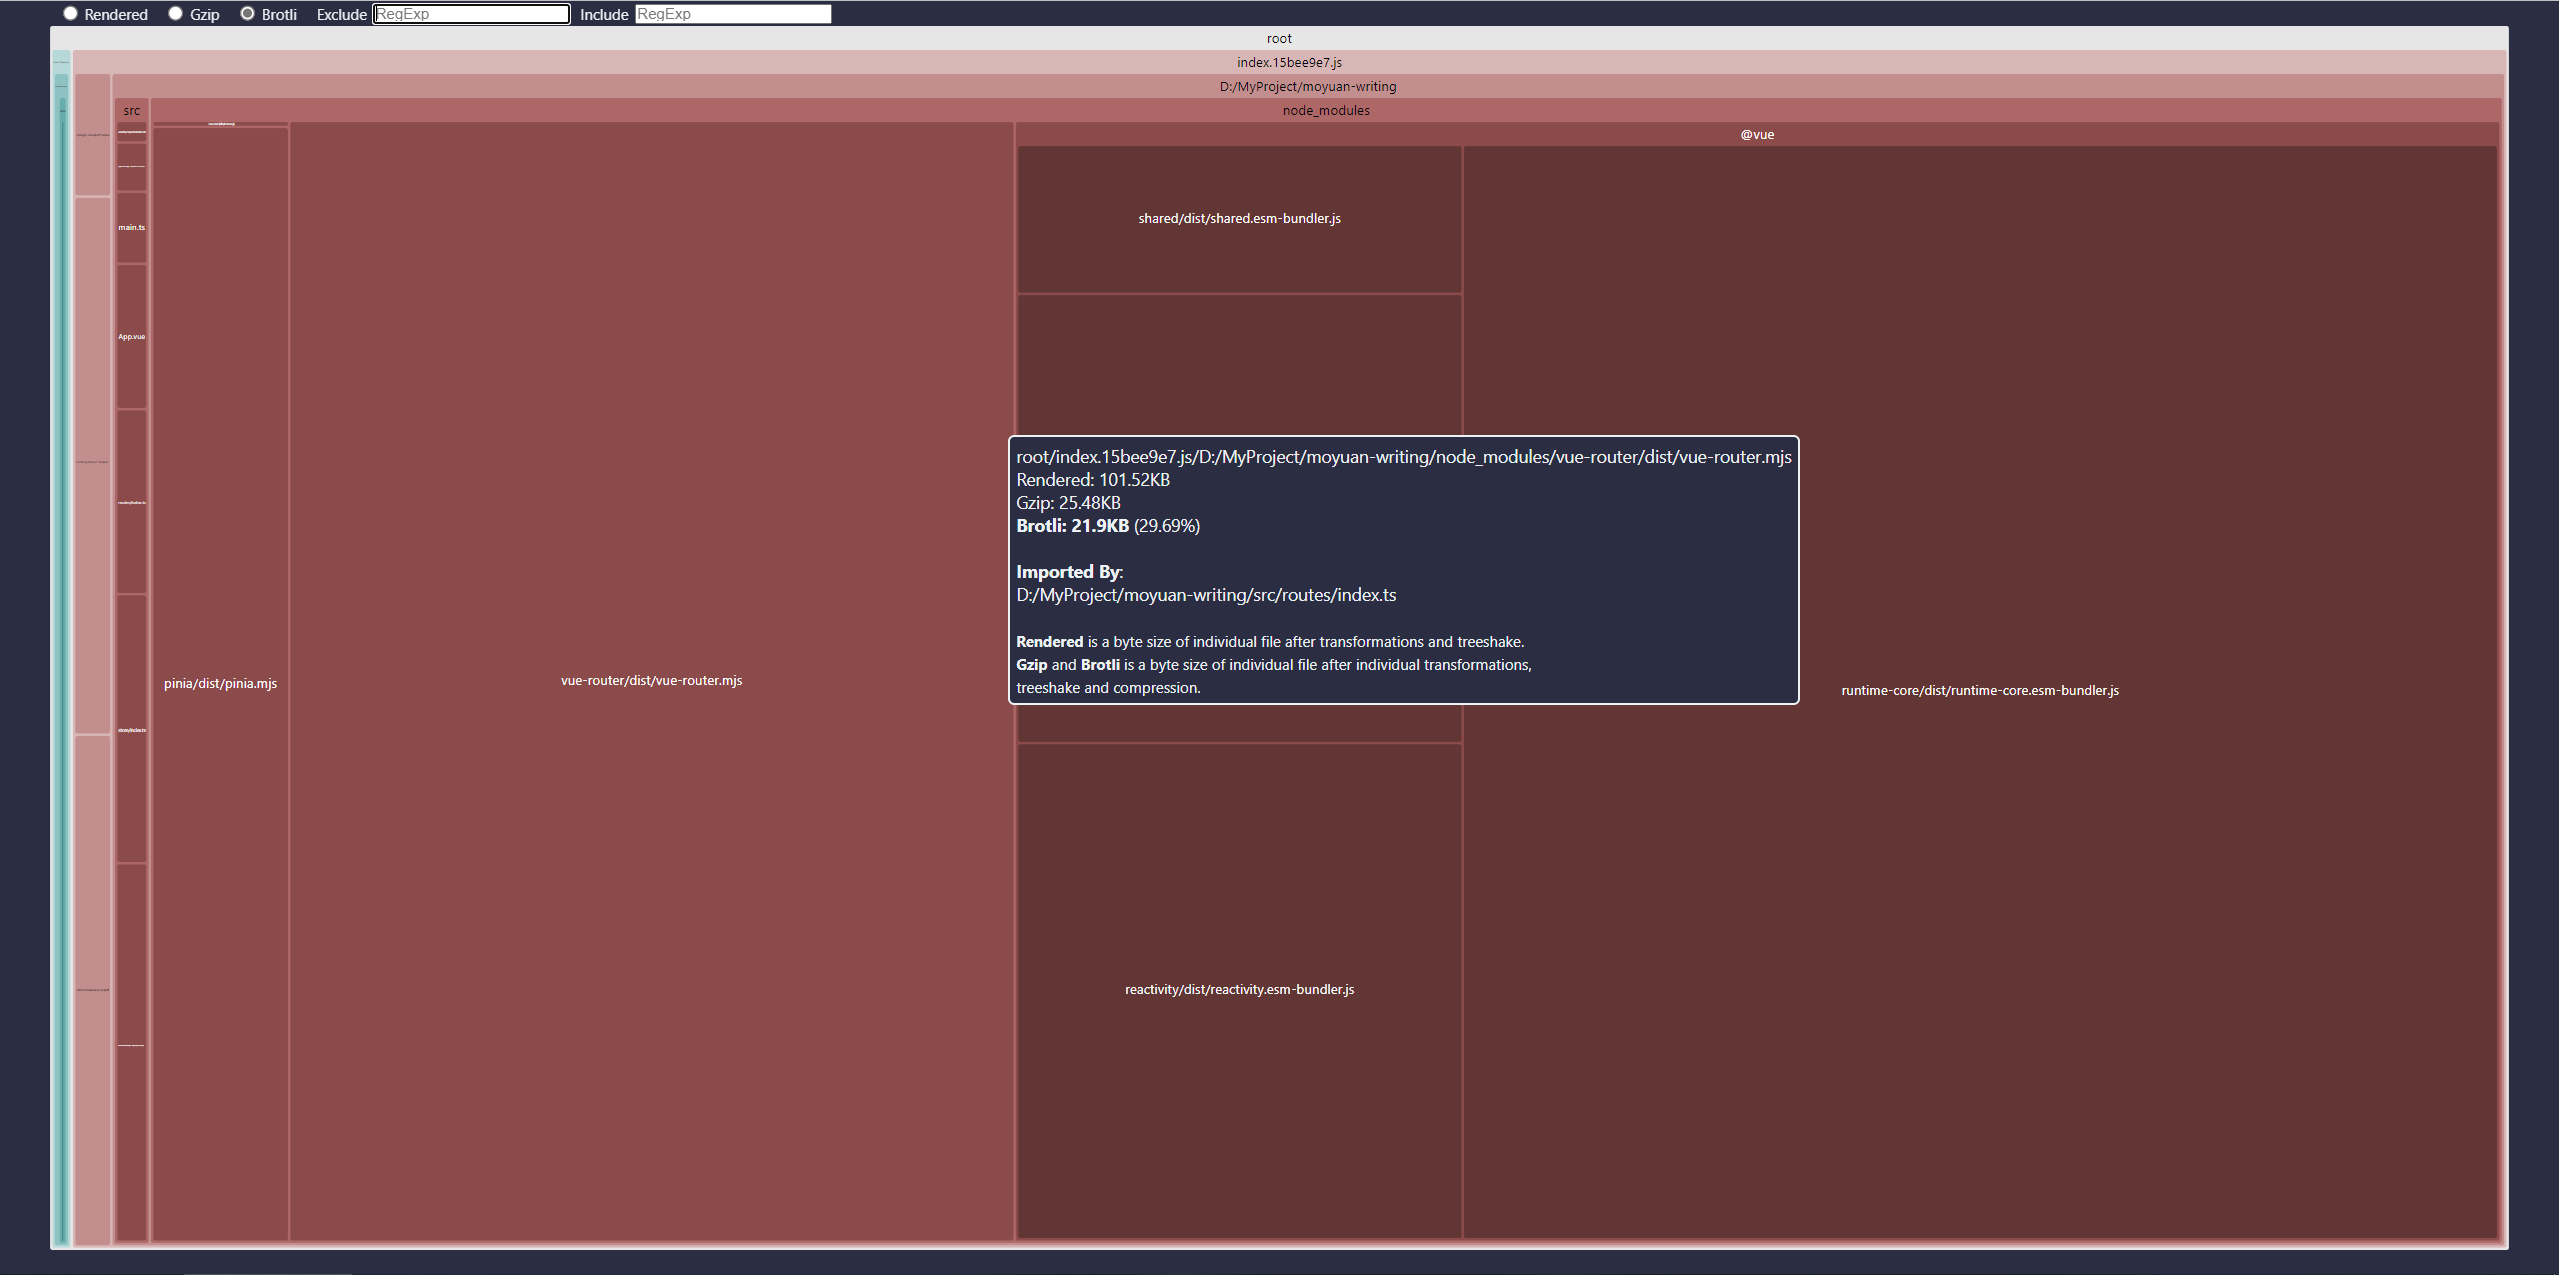 Rendered Gzip Brotli Exclude RegExp Include RegExp
root
index.15bee9e7.js
D:/MyProject/moyuan-writing
src
node_modules
@vue
shared/dist/shared.esm-bundler.js
main.ts
App.vue
root/index.15bee9e7.js/D:/MyProject/moyuan-writing/node_modules/vue-router/dist/vue-router.mjs
Rendered: 101.52KB
Gzip: 25.48KB
Brotli: 21.9KB (29.69%)
Imported By:
D:/MyProject/moyuan-writing/src/routes/index.ts
Rendered is a byte size of individual file after transformations and treeshake.
Gzip and Brotli is a byte size of individual file after individual transformations,
treeshake and compression.
pinia/dist/pinia.mjs
vue-router/dist/vue-router.mjs
runtime-core/dist/runtime-core.esm-bundler.js
reactivity/dist/reactivity.esm-bundler.js